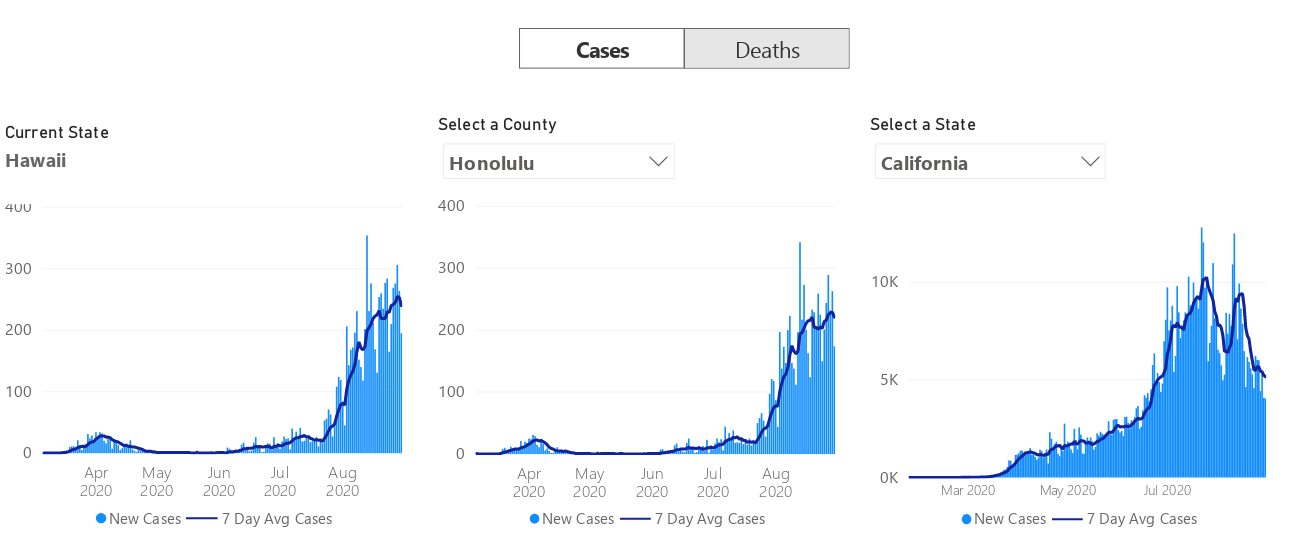 Cases Deaths
Current State
Hawaii
Select a County
Honolulu
Select a State
California
400
300
200
100
0
Apr 2020
May 2020
Jun 2020
Jul 2020
Aug 2020
New Cases 7 Day Avg Cases
400
300
200
100
0
Apr 2020
May 2020
Jun 2020
Jul 2020
Aug 2020
New Cases 7 Day Avg Cases
10K
5K
0K
Mar 2020 May 2020 Jul 2020
New Cases 7 Day Avg Cases